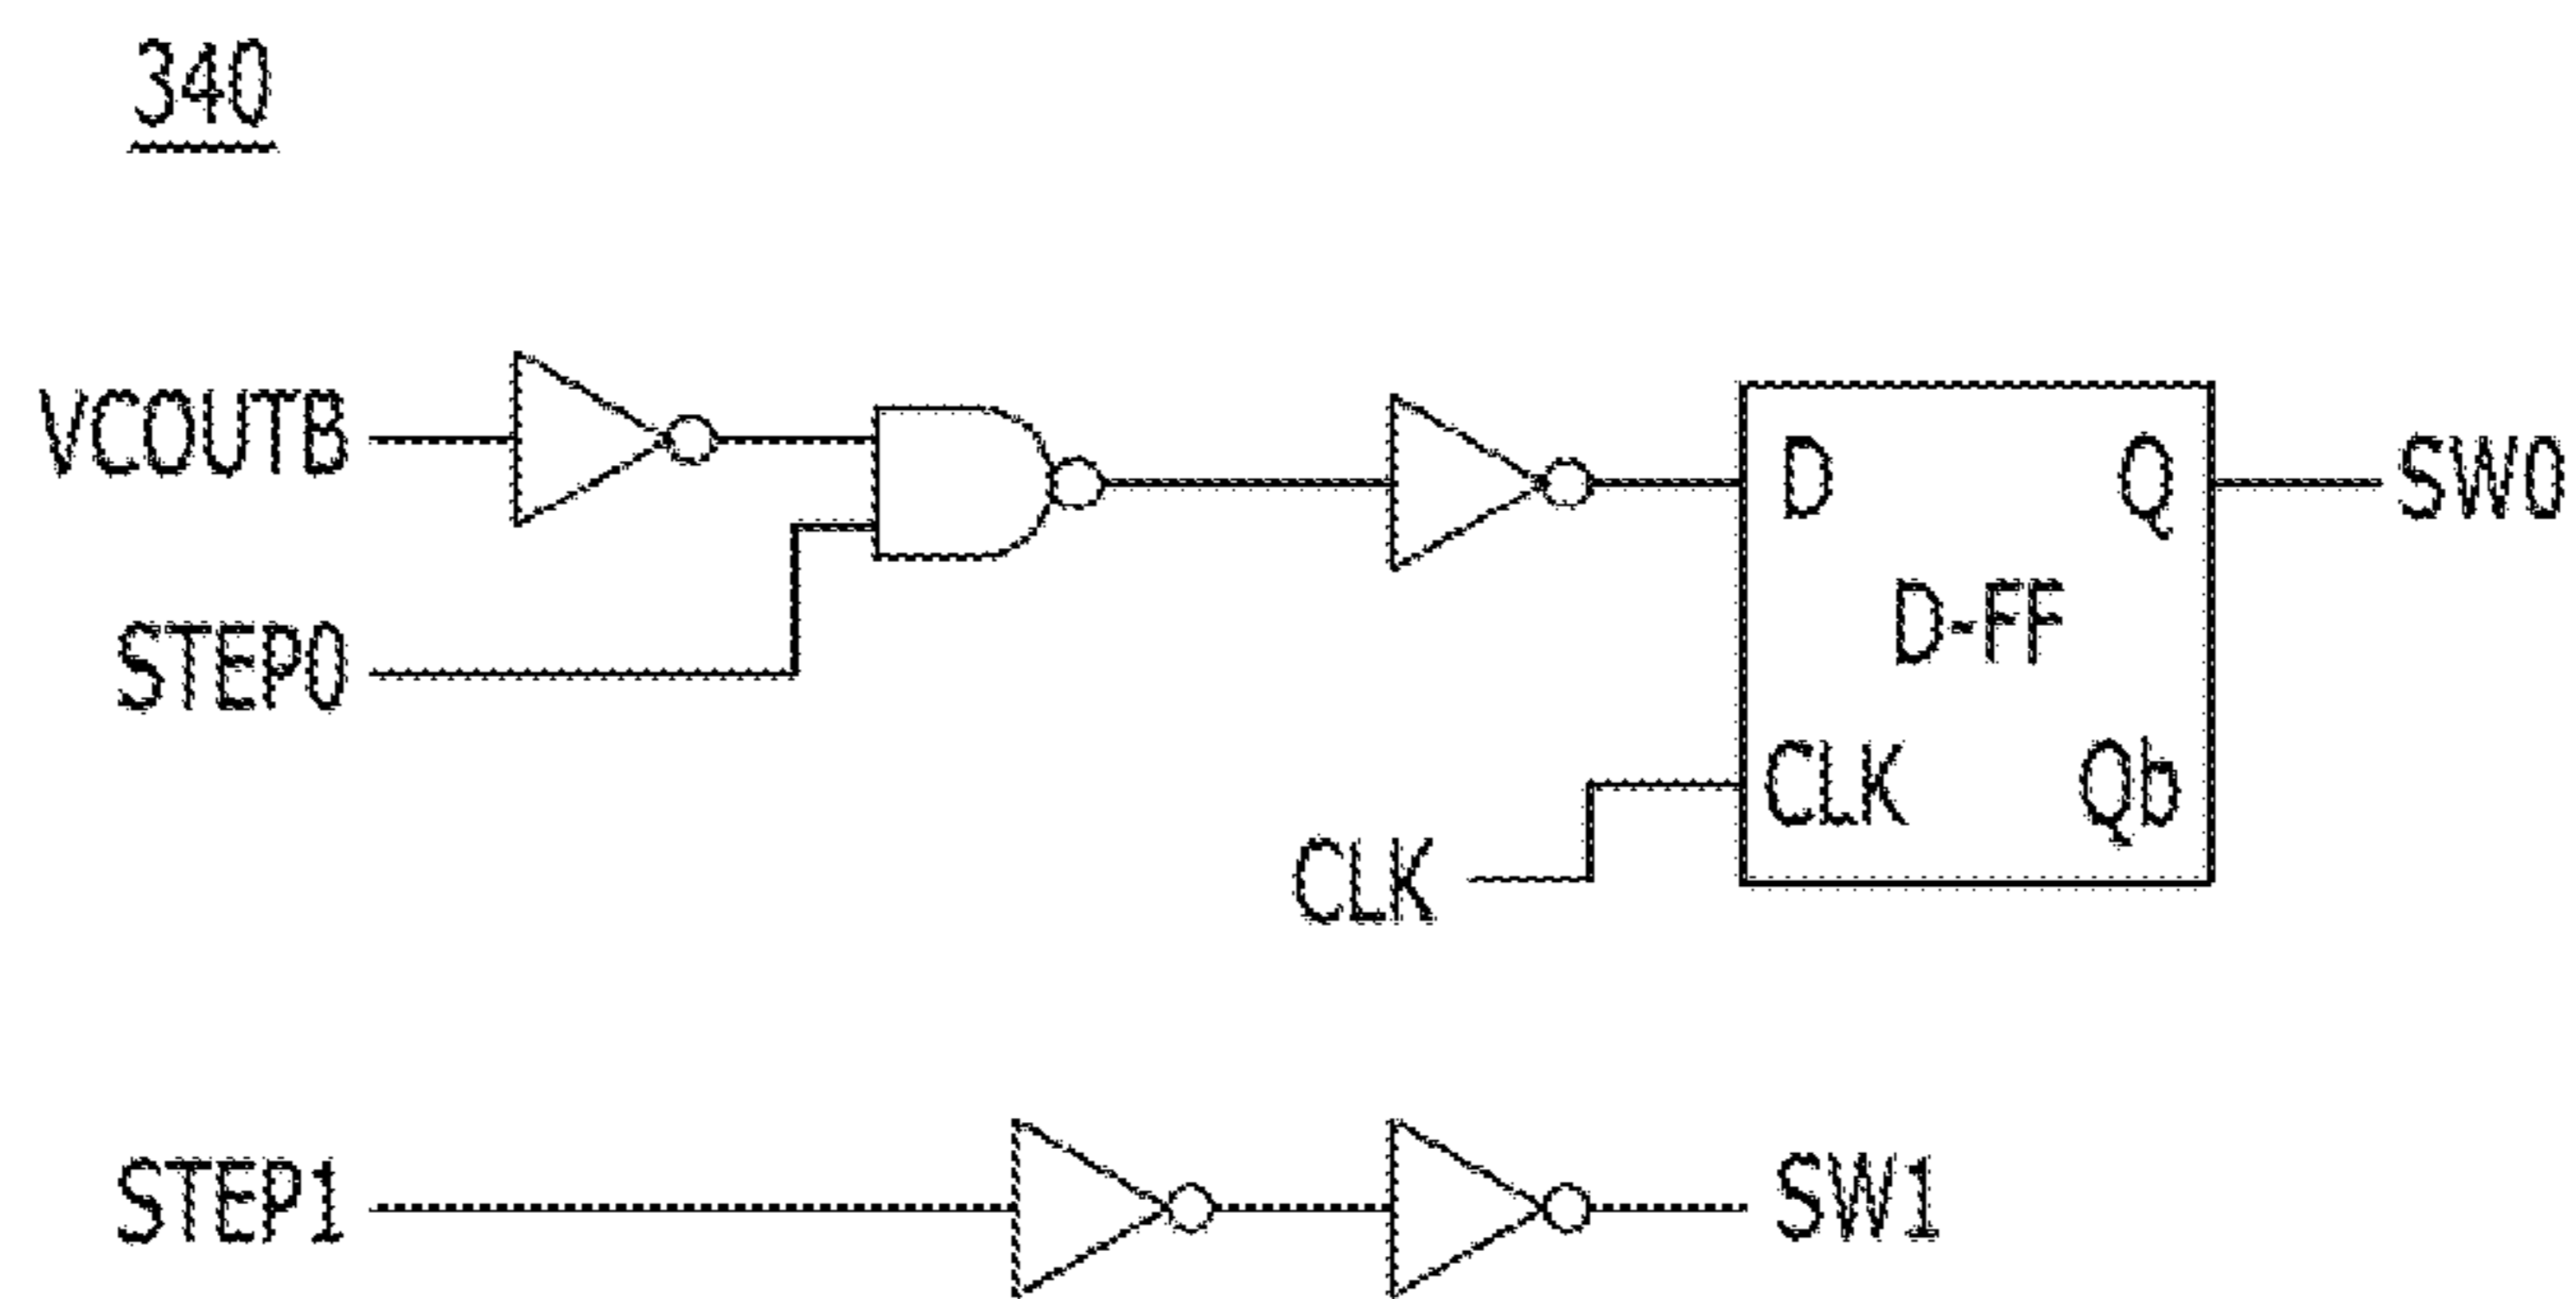 340
VCOUTB
STEP0
D
Q
SW0
D-FF
CLK
Qb
CLK
STEP1
SW1